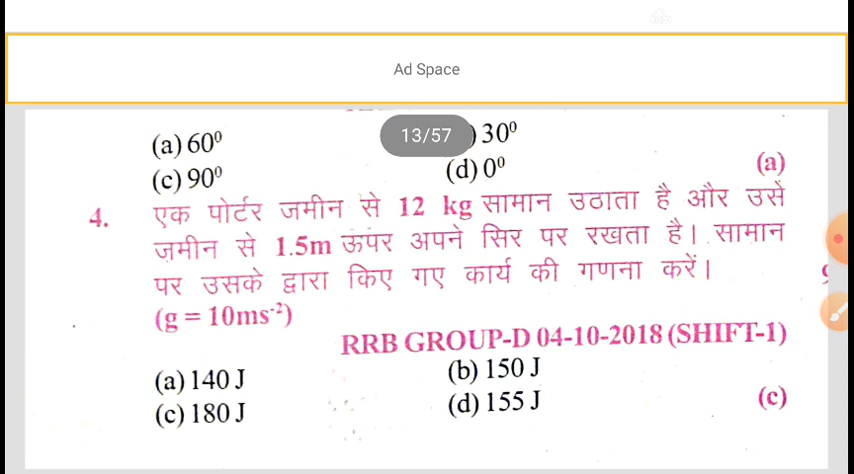 Ad Space
(a) 60⁰
13/57
) 30⁰
(c) 90⁰
(d) 0⁰
(a)
4. एक पोर्टर जमीन से 12 kg सामान उठाता है और उसे
ज़मीन से 1.5m ऊपर अपने सिर पर रखता है। सामान
पर उसके द्वारा किए गए कार्य की गणना करें।
(g = 10ms⁻²)
RRB GROUP-D 04-10-2018 (SHIFT-1)
(a) 140 J
(b) 150 J
(c) 180 J
(d) 155 J
(c)